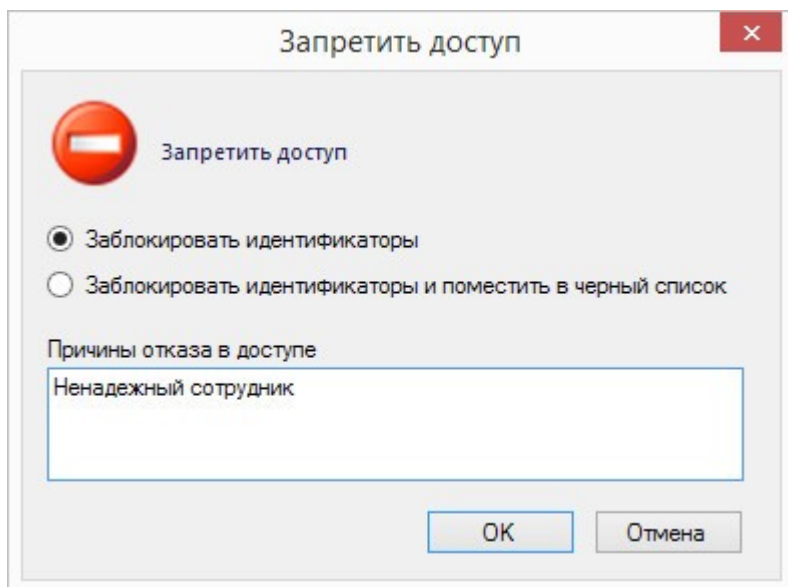 Запретить доступ
Запретить доступ
Заблокировать идентификаторы
Заблокировать идентификаторы и поместить в черный список
Причины отказа в доступе
Ненадежный сотрудник
OK
Отмена